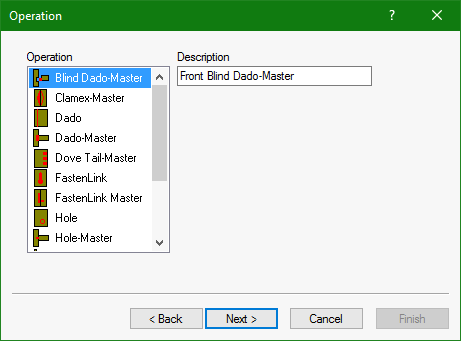 Operation
?
Operation
Description
Blind Dado-Master
Front Blind Dado-Master
Clamex-Master
Dado
Dado-Master
Dove Tail-Master
FastenLink
FastenLink Master
Hole
Hole-Master
< Back
Next >
Cancel
Finish